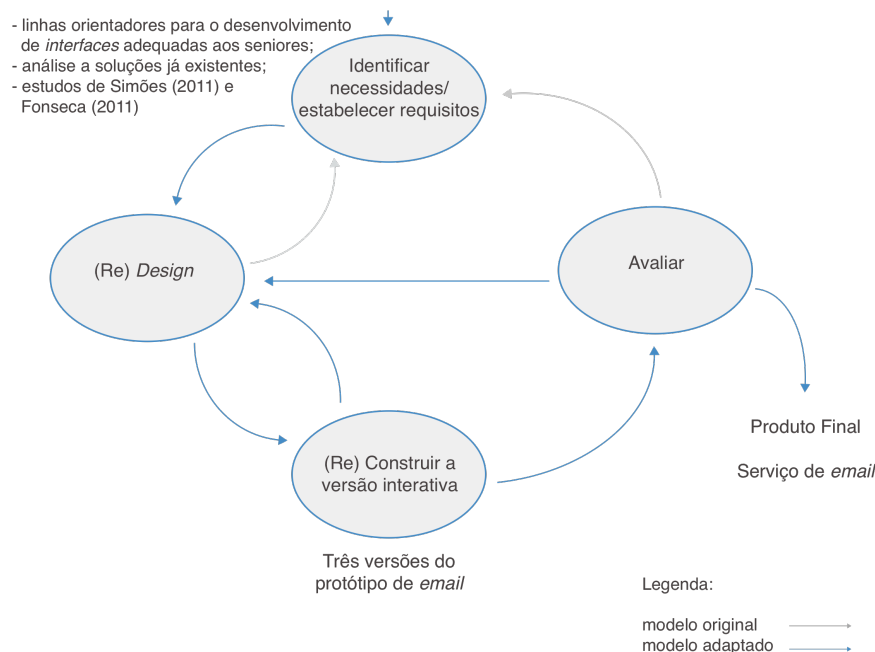 - linhas orientadores para o desenvolvimento
de interfaces adequadas aos seniores;
- análise a soluções já existentes;
- estudos de Simões (2011) e
Fonseca (2011)
Identificar
necessidades/
estabelecer requisitos
(Re) Design
Avaliar
(Re) Construir a
versão interativa
Três versões do
protótipo de email
Produto Final
Serviço de email
Legenda:
modelo original
modelo adaptado